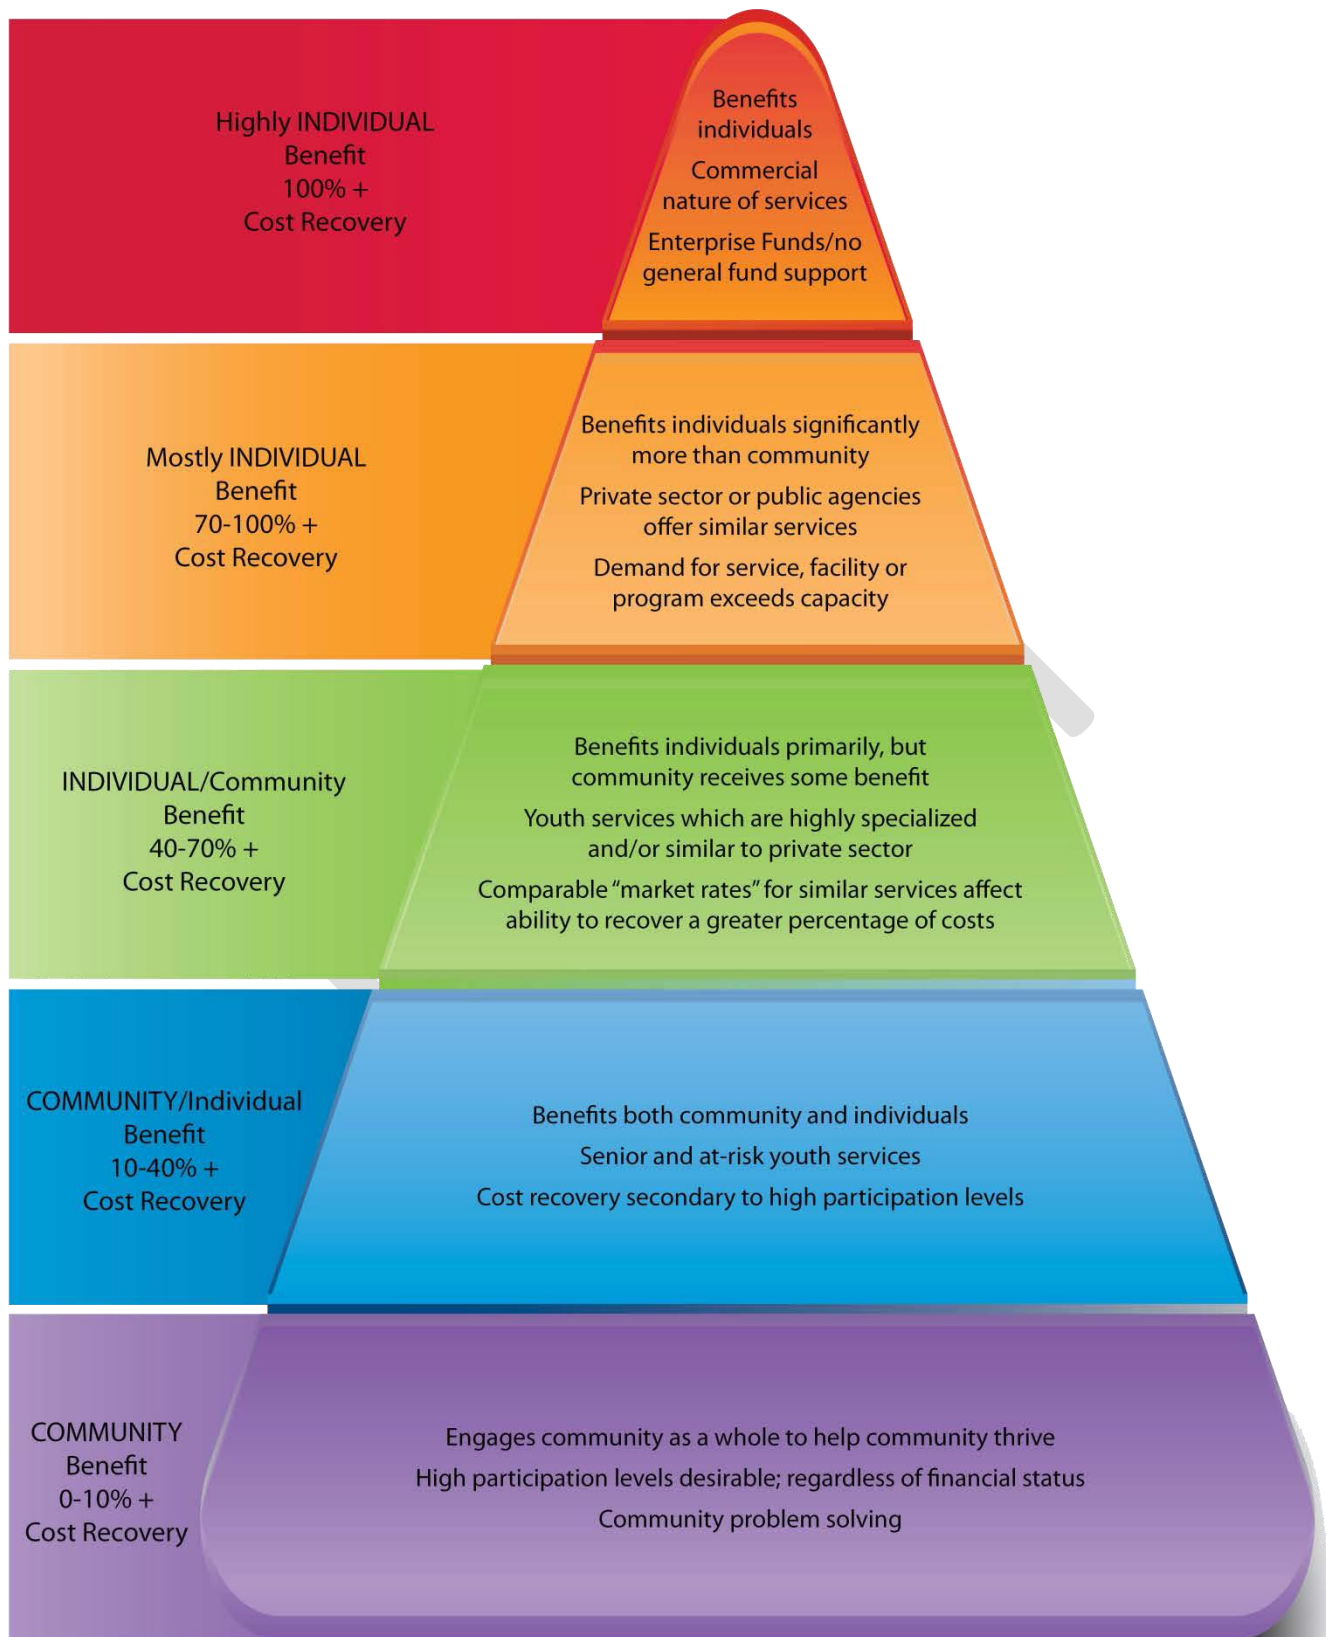 Highly INDIVIDUAL
Benefit
100% +
Cost Recovery
Benefits
individuals
Commercial
nature of services
Enterprise Funds/no
general fund support
Mostly INDIVIDUAL
Benefit
70-100% +
Cost Recovery
Benefits individuals significantly
more than community
Private sector or public agencies
offer similar services
Demand for service, facility or
program exceeds capacity
INDIVIDUAL/Community
Benefit
40-70% +
Cost Recovery
Benefits individuals primarily, but
community receives some benefit
Youth services which are highly specialized
and/or similar to private sector
Comparable “market rates” for similar services affect
ability to recover a greater percentage of costs
COMMUNITY/Individual
Benefit
10-40% +
Cost Recovery
Benefits both community and individuals
Senior and at-risk youth services
Cost recovery secondary to high participation levels
COMMUNITY
Benefit
0-10% +
Cost Recovery
Engages community as a whole to help community thrive
High participation levels desirable; regardless of financial status
Community problem solving